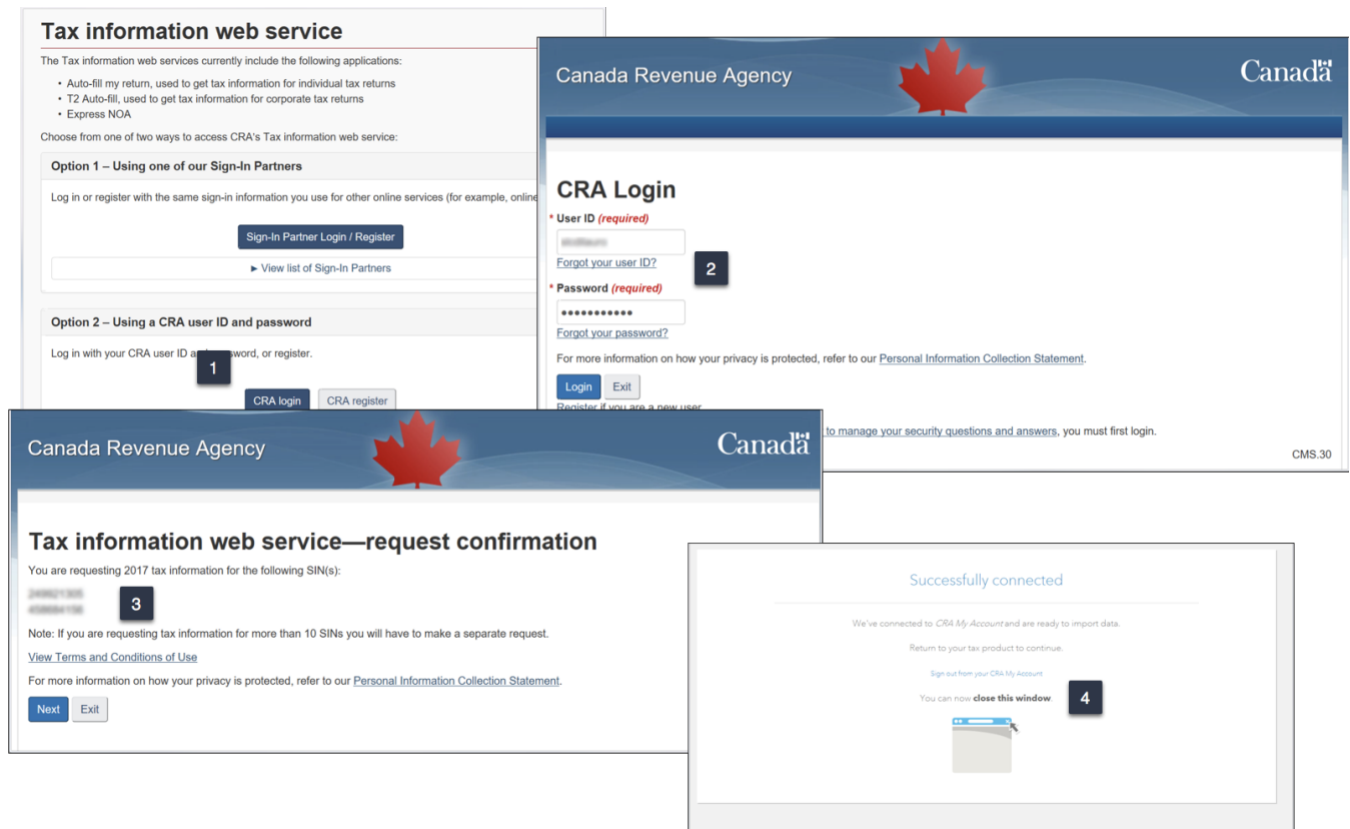 Tax information web service
The Tax information web services currently include the following applications:
• Auto-fill my return, used to get tax information for individual tax returns
• T2 Auto-fill, used to get tax information for corporate tax returns
• Express NOA
Choose from one of two ways to access CRA's Tax information web service:
Option 1 – Using one of our Sign-In Partners
Log in or register with the same sign-in information you use for other online services (for example, online
Sign-In Partner Login / Register
► View list of Sign-In Partners
Option 2 – Using a CRA user ID and password
Log in with your CRA user ID password, or register.
1
CRA login CRA register
Canada Revenue Agency
Canada
CRA Login
* User ID (required)
Forgot your user ID?
2
* Password (required)
•••••••••••
Forgot your password?
For more information on how your privacy is protected, refer to our Personal Information Collection Statement.
Login Exit
Register if you are a new user
to manage your security questions and answers, you must first login.
CMS.30
Canada Revenue Agency
Canada
Tax information web service—request confirmation
You are requesting 2017 tax information for the following SIN(s):
3
Note: If you are requesting tax information for more than 10 SINs you will have to make a separate request.
View Terms and Conditions of Use
For more information on how your privacy is protected, refer to our Personal Information Collection Statement.
Next Exit
Successfully connected
We've connected to CRA My Account and are ready to import data.
Return to your tax product to continue.
Sign out from your CRA My Account
You can now close this window.
4